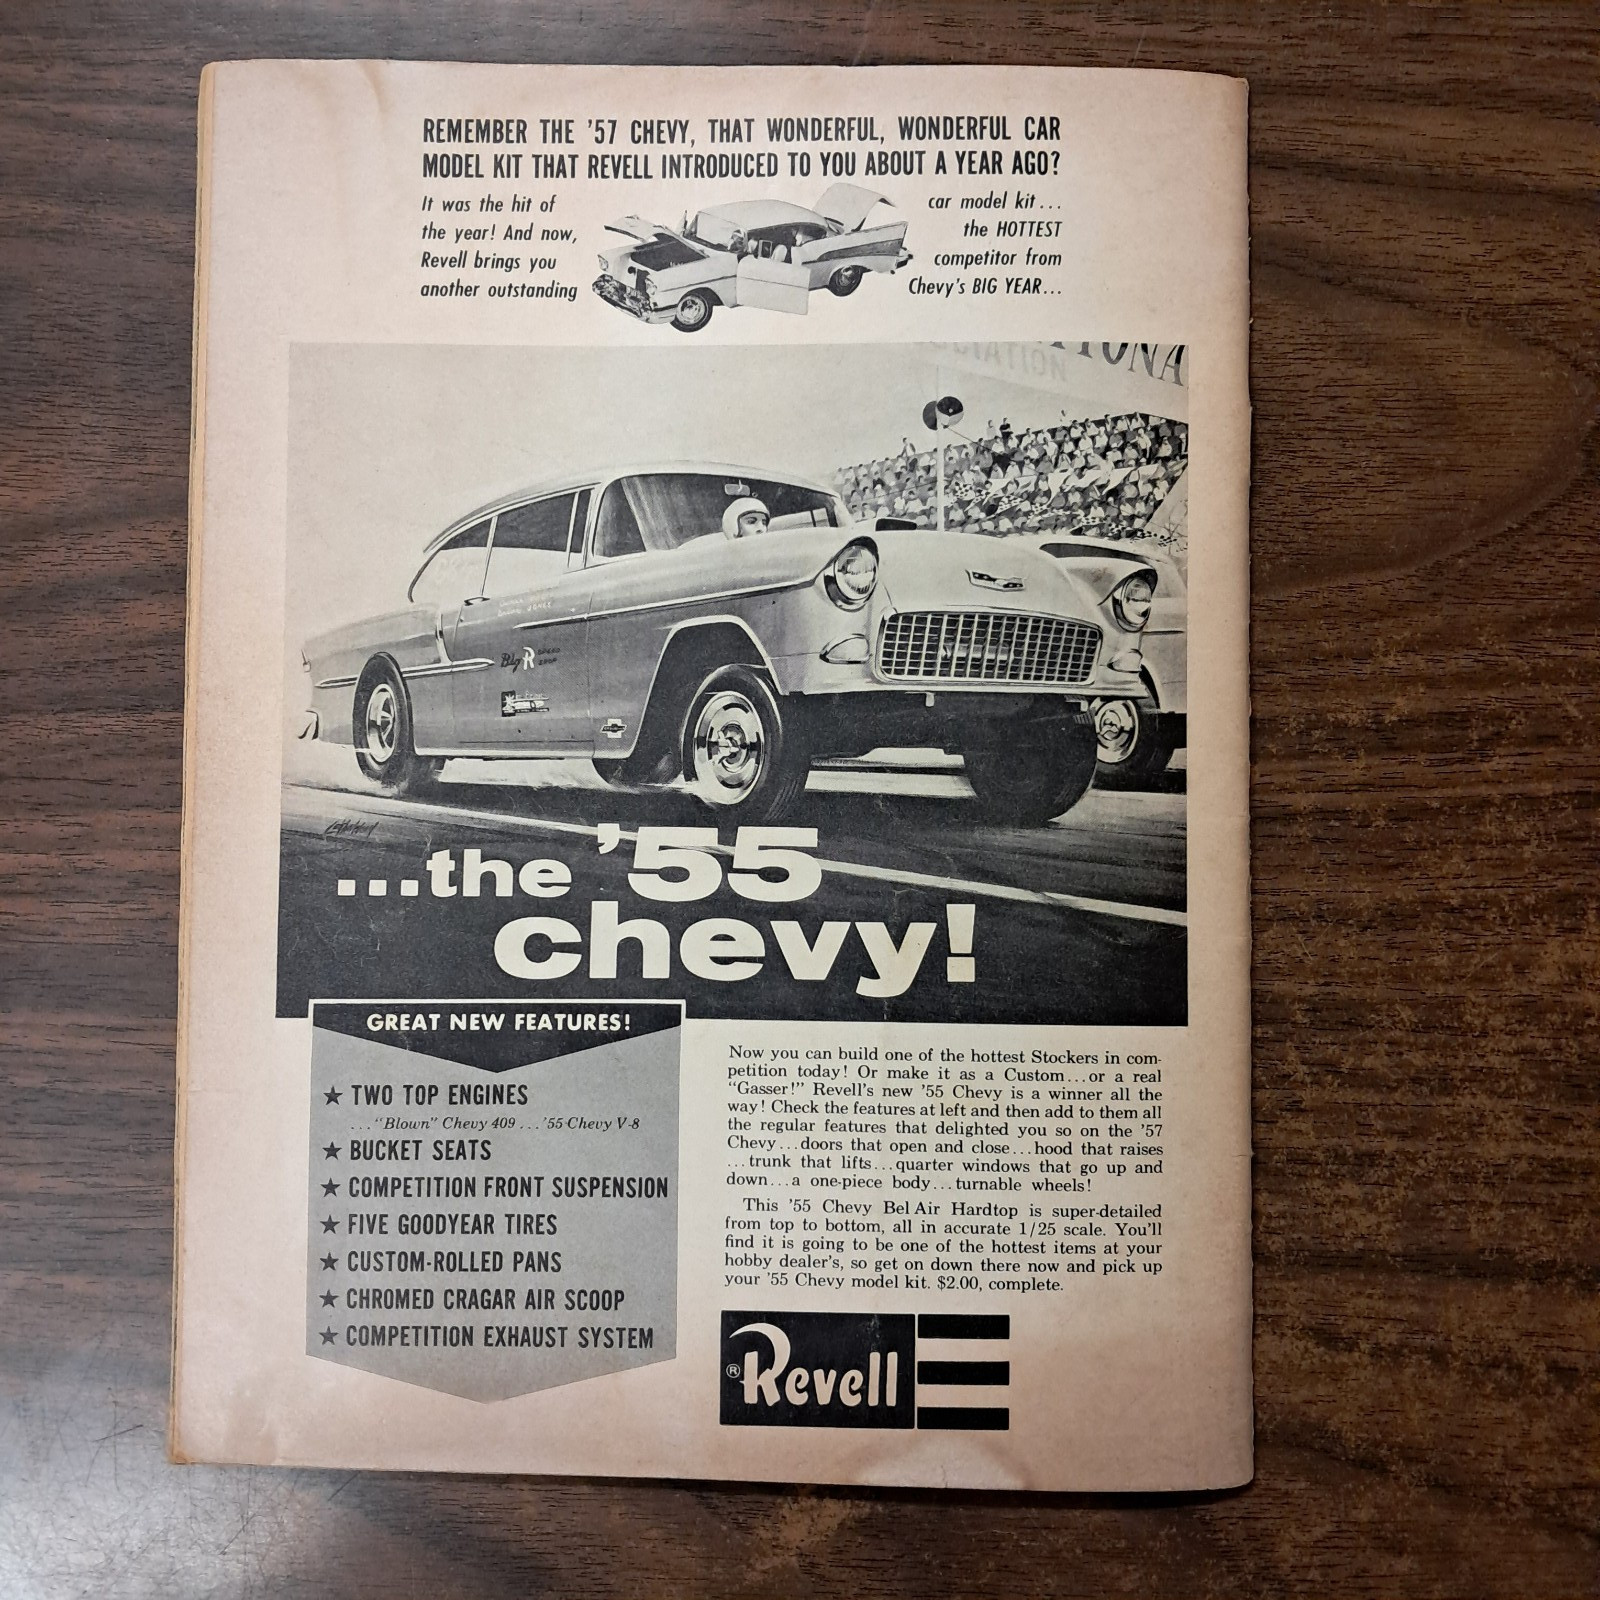 REMEMBER THE '57 CHEVY, THAT WONDERFUL, WONDERFUL CAR
MODEL KIT THAT REVELL INTRODUCED TO YOU ABOUT A YEAR AGO?
It was the hit of
the year! And now,
Revell brings you
another outstanding
car model kit...
the HOTTEST
competitor from
Chevy's BIG YEAR...
Big R SPEED
SHOP
...the '55
chevy!
GREAT NEW FEATURES!
★ TWO TOP ENGINES
..."Blown" Chevy 409...'55 Chevy V-8
★ BUCKET SEATS
★ COMPETITION FRONT SUSPENSION
★ FIVE GOODYEAR TIRES
★ CUSTOM-ROLLED PANS
★ CHROMED CRAGAR AIR SCOOP
★ COMPETITION EXHAUST SYSTEM
Now you can build one of the hottest Stockers in com-
petition today! Or make it as a Custom...or a real
"Gasser!" Revell's new '55 Chevy is a winner all the
way! Check the features at left and then add to them all
the regular features that delighted you so on the '57
Chevy...doors that open and close...hood that raises
...trunk that lifts...quarter windows that go up and
down...a one-piece body...turnable wheels!
This '55 Chevy Bel Air Hardtop is super-detailed
from top to bottom, all in accurate 1/25 scale. You'll
find it is going to be one of the hottest items at your
hobby dealer's, so get on down there now and pick up
your '55 Chevy model kit. $2.00, complete.
® Revell